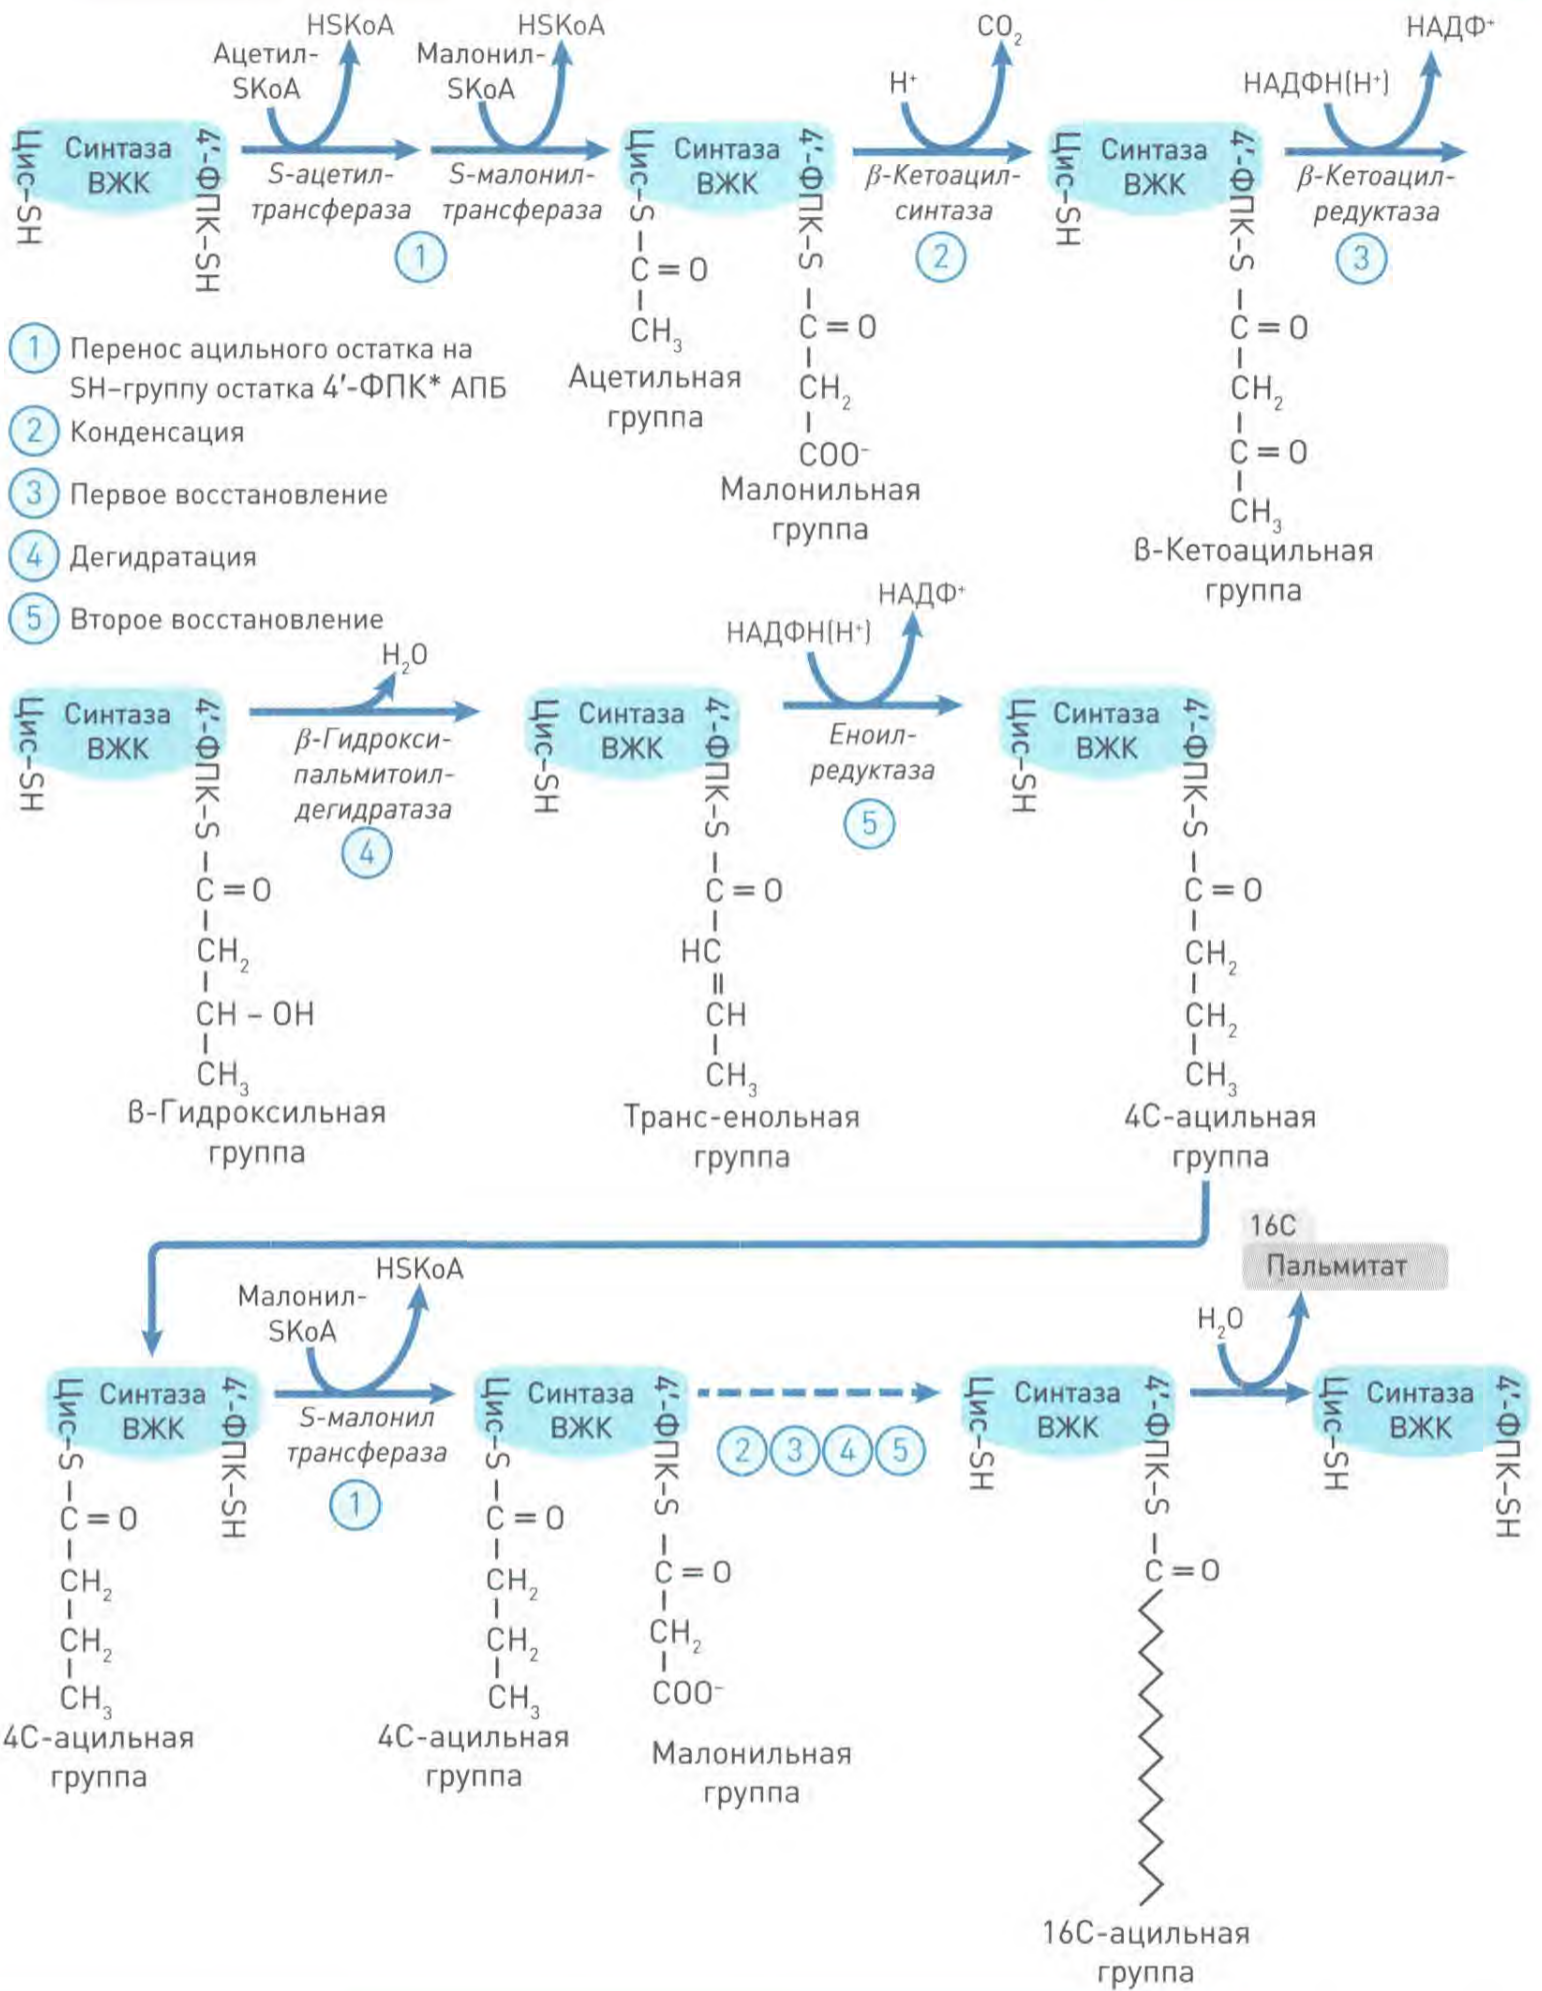 HSKoA
Ацетил-
SKoA
HSKoA
Малонил-
SKoA
CO2
H+
НАДФ+
НАДФН(H+)
Цис–SH
Синтаза
ВЖК
4'-ФПК–SH
S-ацетил-
трансфераза
S-малонил-
трансфераза
1
Цис–S
Синтаза
ВЖК
4'-ФПК–S
β-Кетоацил-
синтаза
2
Цис–SH
Синтаза
ВЖК
4'-ФПК–S
β-Кетоацил-
редуктаза
3
C=O
CH3
Ацетильная
группа
C=O
CH2
COO-
Малонильная
группа
C=O
CH2
C=O
CH3
β-Кетоацильная
группа
1 Перенос ацильного остатка на
SH–группу остатка 4'-ФПК* АПБ
2 Конденсация
3 Первое восстановление
4 Дегидратация
5 Второе восстановление
H2O
НАДФ+
НАДФН(H+)
Цис–SH
Синтаза
ВЖК
4'-ФПК–S
β-Гидрокси-
пальмитоил-
дегидратаза
4
Цис–SH
Синтаза
ВЖК
4'-ФПК–S
Еноил-
редуктаза
5
Цис–SH
Синтаза
ВЖК
4'-ФПК–S
C=O
CH2
CH – OH
CH3
β-Гидроксильная
группа
C=O
HC
CH
CH3
Транс-енольная
группа
C=O
CH2
CH2
CH3
4С-ацильная
группа
16С
Пальмитат
HSKoA
Малонил-
SKoA
H2O
Цис–S
Синтаза
ВЖК
4'-ФПК–SH
S-малонил
трансфераза
1
Цис–S
Синтаза
ВЖК
4'-ФПК–S
2 3 4 5
Цис–SH
Синтаза
ВЖК
4'-ФПК–S
Цис–SH
Синтаза
ВЖК
4'-ФПК–SH
C=O
CH2
CH2
CH3
4С-ацильная
группа
C=O
CH2
CH2
CH3
4С-ацильная
группа
C=O
CH2
COO-
Малонильная
группа
C=O
16С-ацильная
группа